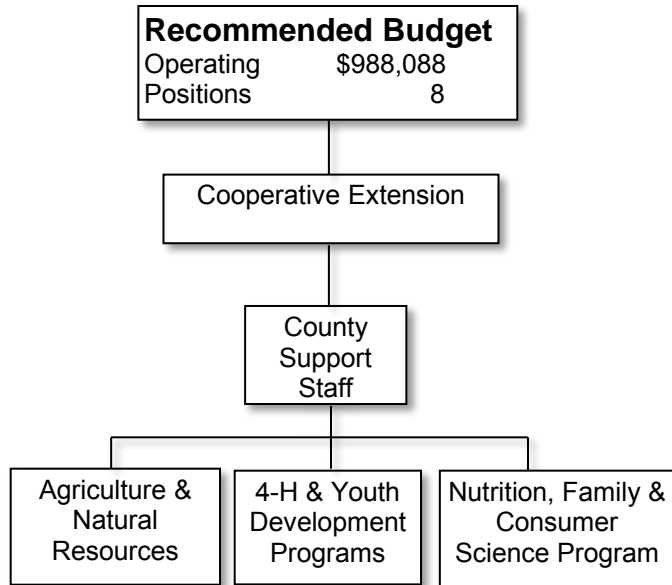 Recommended Budget
Operating $988,088
Positions 8
Cooperative Extension
County
Support
Staff
Agriculture &
Natural
Resources
4-H & Youth
Development
Programs
Nutrition, Family &
Consumer
Science Program